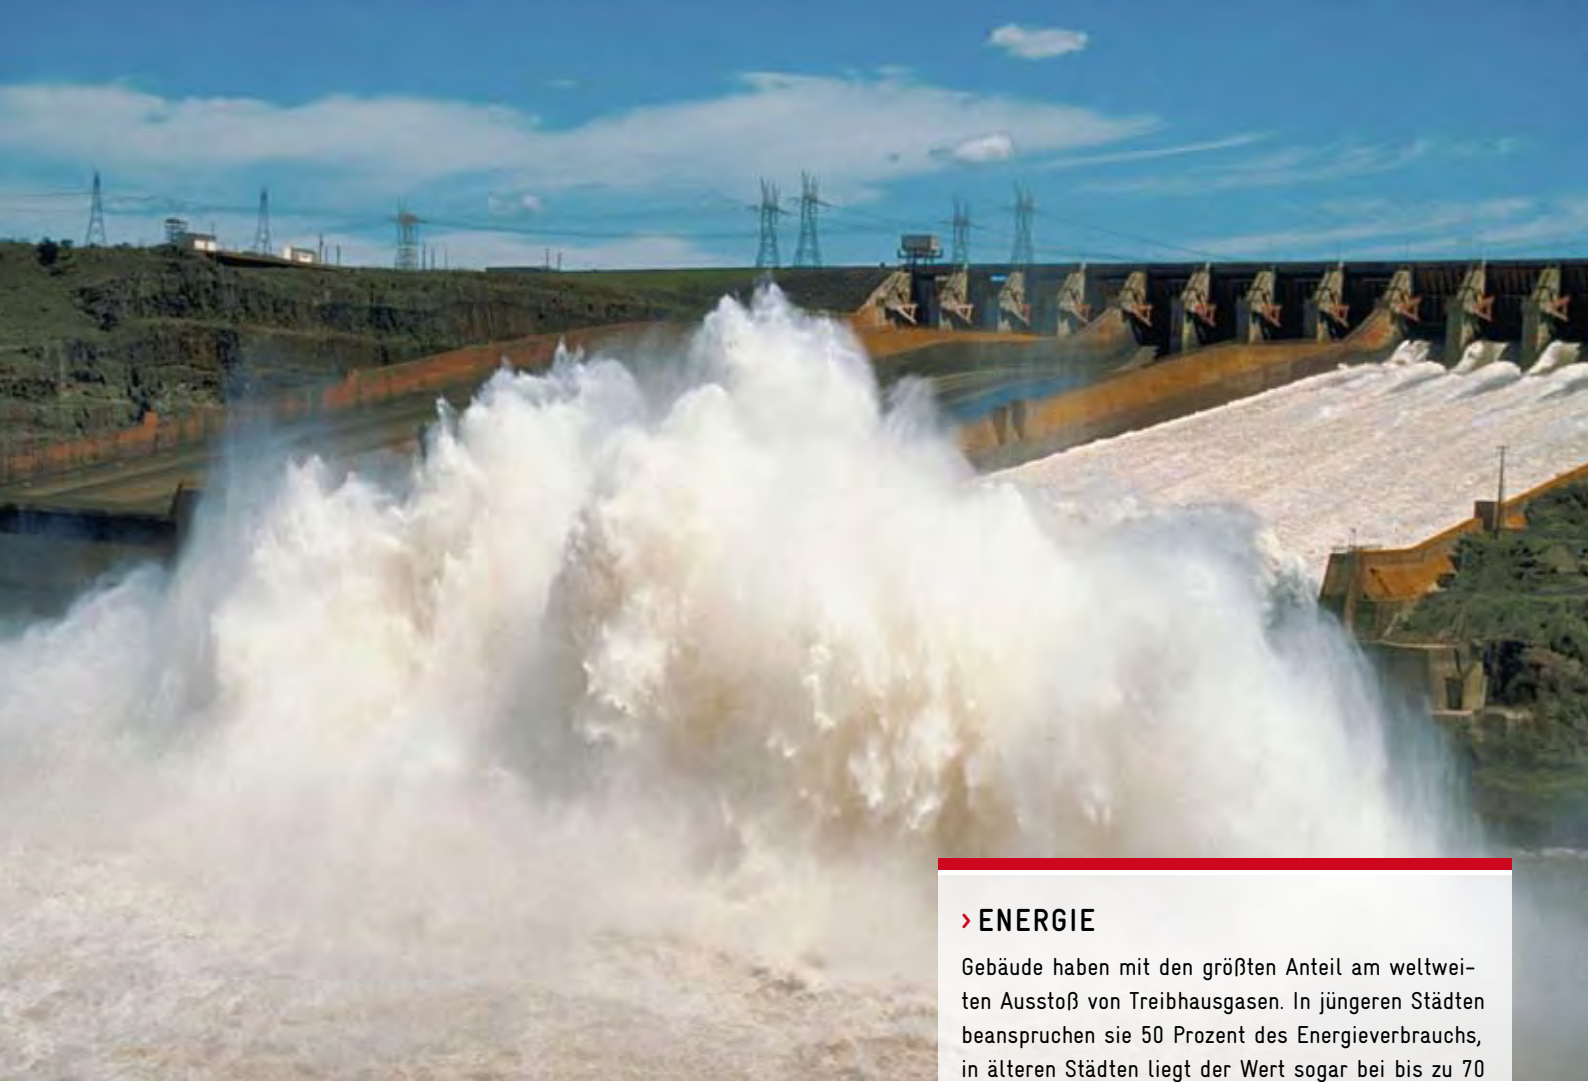 › ENERGIE
Gebäude haben mit den größten Anteil am weltwei-
ten Ausstoß von Treibhausgasen. In jüngeren Städten
beanspruchen sie 50 Prozent des Energieverbrauchs,
in älteren Städten liegt der Wert sogar bei bis zu 70